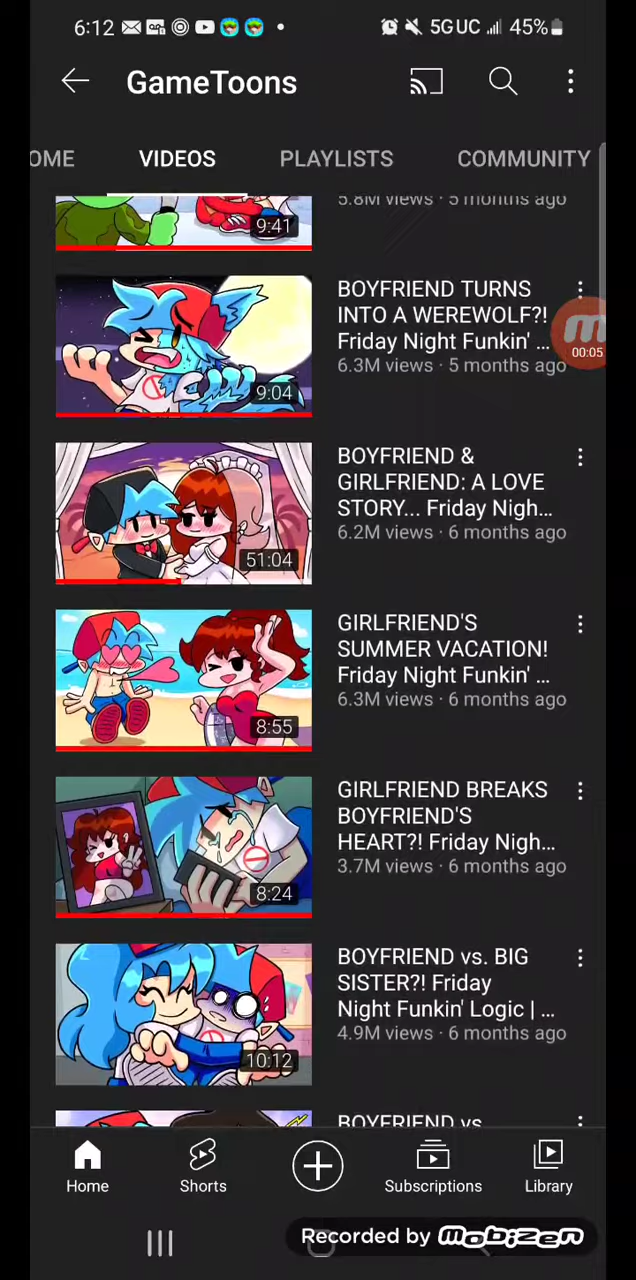 6:12 5GUC 45%
GameToons
OME VIDEOS PLAYLISTS COMMUNITY
5.8M views · 5 months ago
9:41
BOYFRIEND TURNS
INTO A WEREWOLF?!
Friday Night Funkin' ...
6.3M views · 5 months ago
9:04
00:05
BOYFRIEND &
GIRLFRIEND: A LOVE
STORY... Friday Nigh...
6.2M views · 6 months ago
51:04
GIRLFRIEND'S
SUMMER VACATION!
Friday Night Funkin' ...
6.3M views · 6 months ago
8:55
GIRLFRIEND BREAKS
BOYFRIEND'S
HEART?! Friday Nigh...
3.7M views · 6 months ago
8:24
BOYFRIEND vs. BIG
SISTER?! Friday
Night Funkin' Logic | ...
4.9M views · 6 months ago
10:12
BOYFRIEND vs
Home Shorts Subscriptions Library
Recorded by mobizen